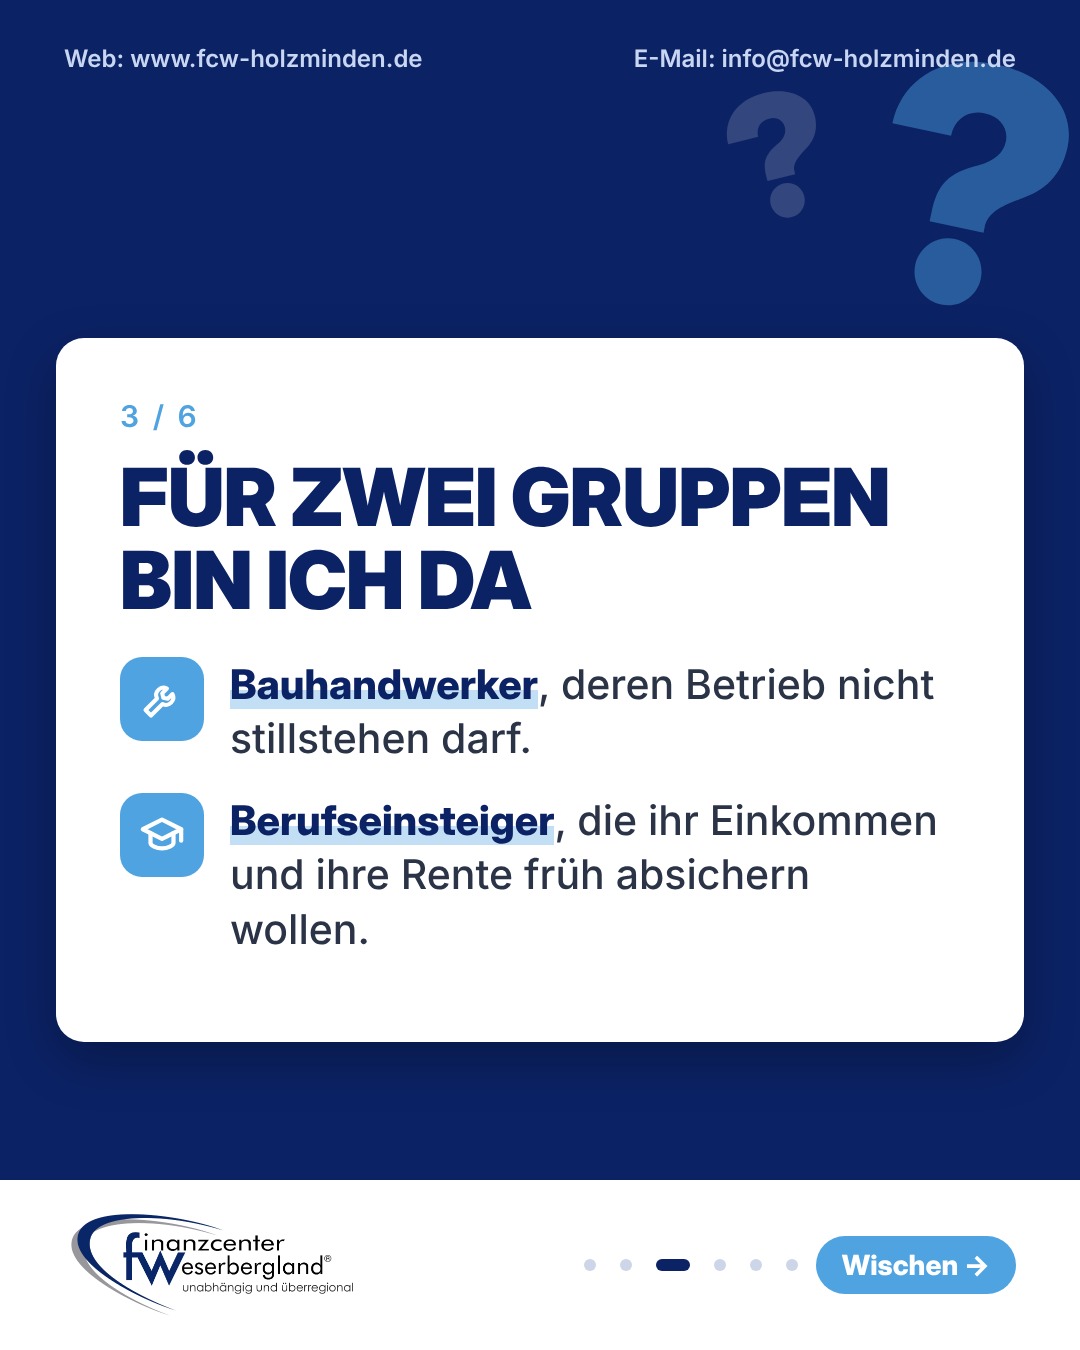 Web: www.fcw-holzminden.de
E-Mail: info@fcw-holzminden.de
? ?
3 / 6
FÜR ZWEI GRUPPEN
BIN ICH DA
Bauhandwerker, deren Betrieb nicht
stillstehen darf.
Berufseinsteiger, die ihr Einkommen
und ihre Rente früh absichern
wollen.
finanzcenter
Weserbergland®
unabhängig und überregional
Wischen →